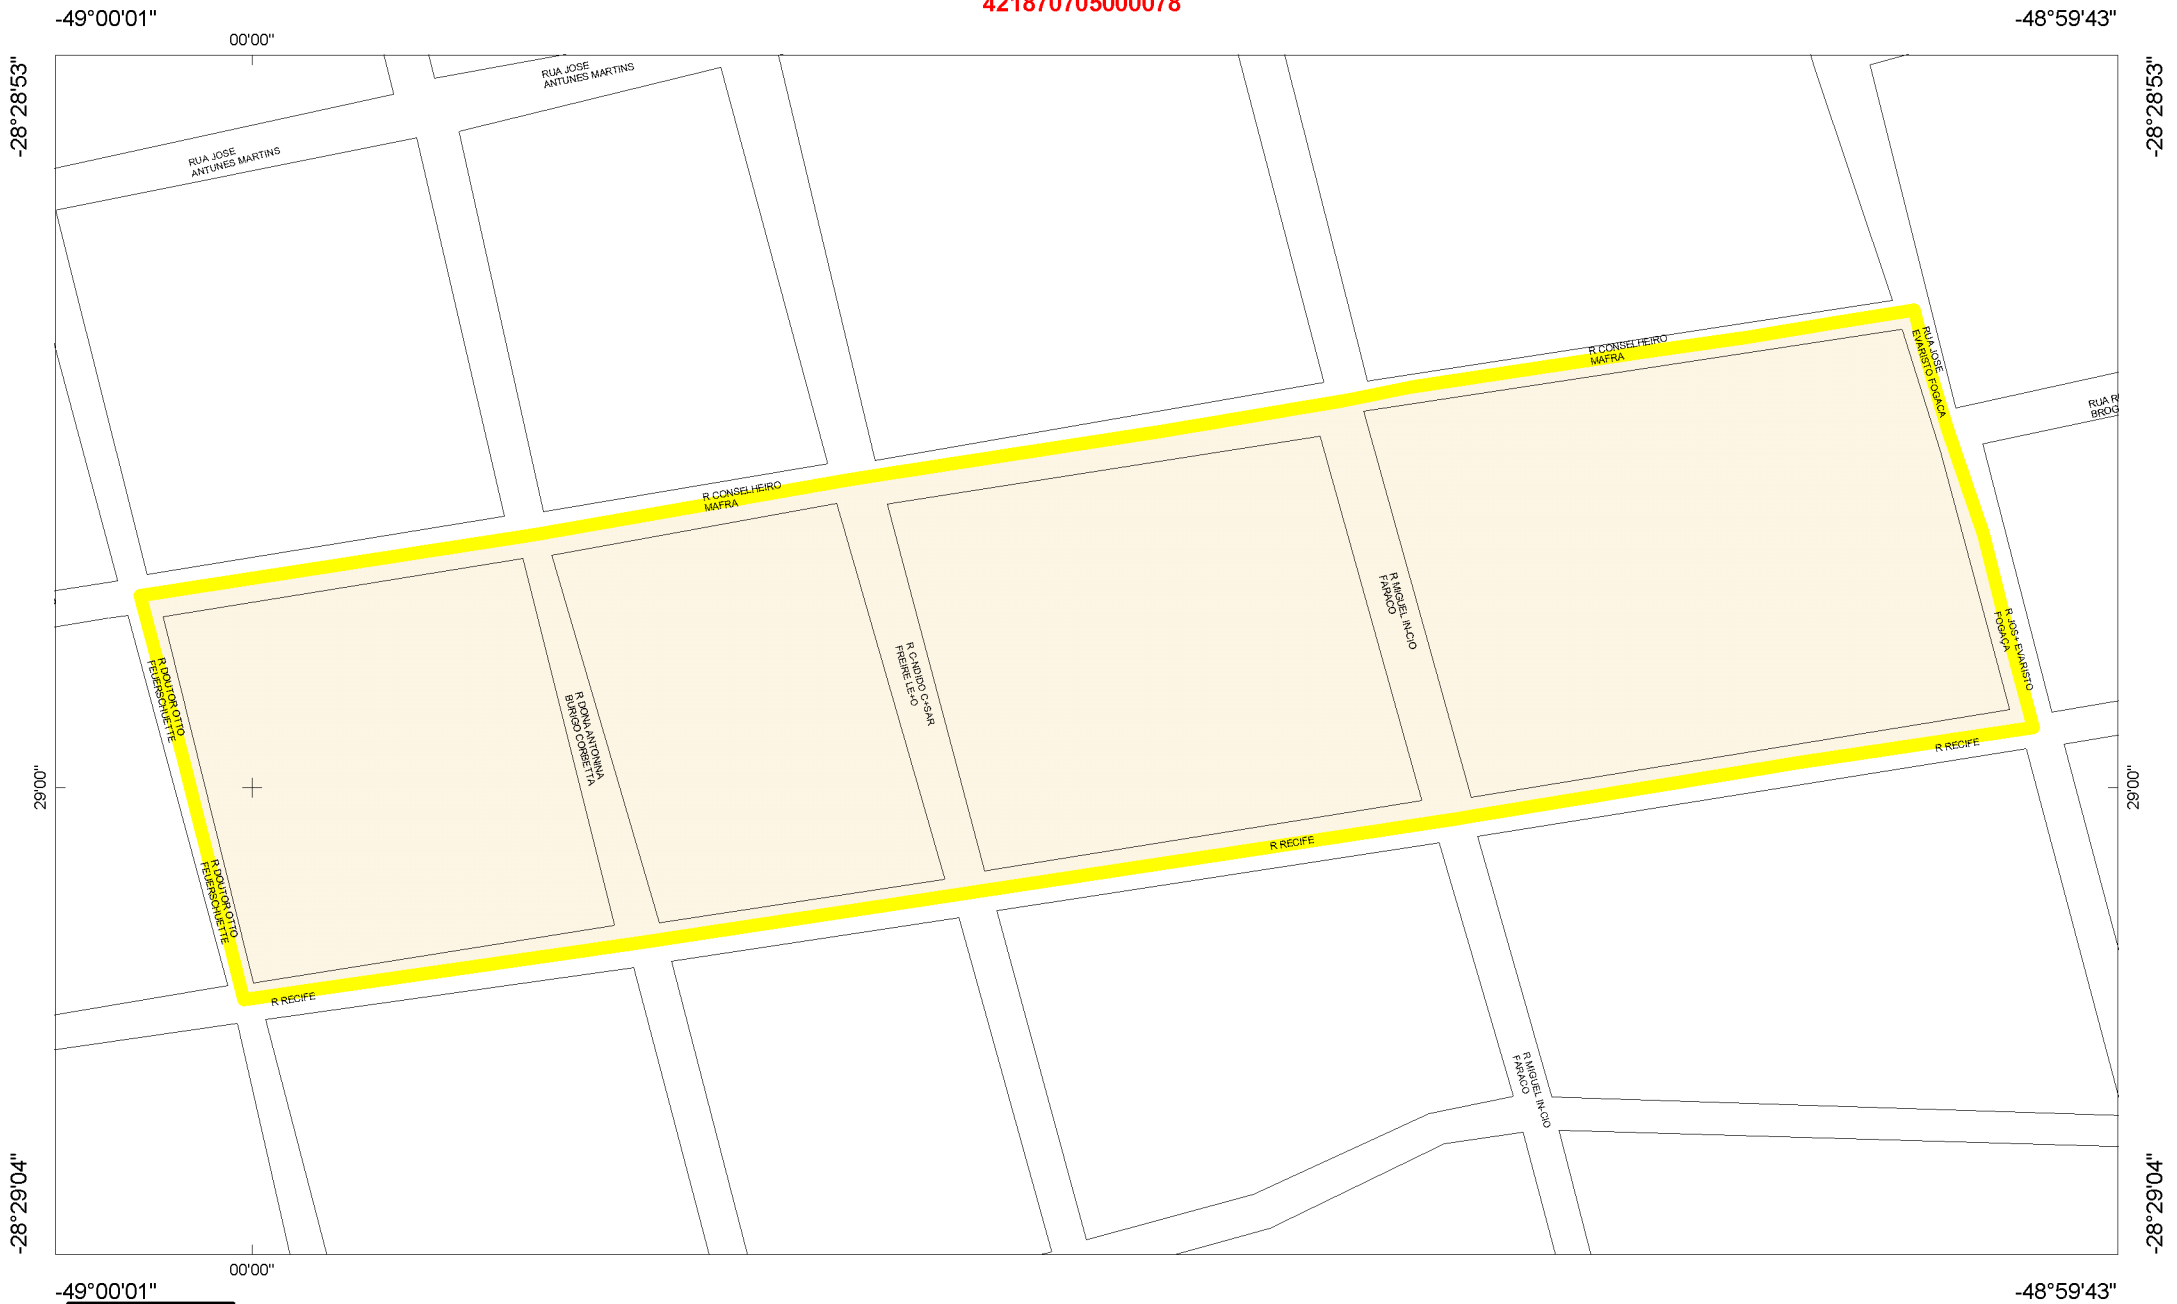 421870705000078
-49°00'01"
-48°59'43"
00'00"
-28°28'53"
-28°28'53"
RUA JOSE
ANTUNES MARTINS
RUA JOSE
ANTUNES MARTINS
R CONSELHEIRO
MAFRA
RUA JOSE
EVARISTO FOGACA
RUA R
BROG
R CONSELHEIRO
MAFRA
R MIGUEL IN-CIO
FARACO
R JOS+ EVARISTO
FOGAÇA
R DOUTOR OTTO
FEUERSCHUETTE
R C-NDIDO C+SAR
FREIRE LE+O
R DONA ANTONINA
BURIGO CORBETTA
R RECIFE
29'00"
29'00"
R RECIFE
R DOUTOR OTTO
FEUERSCHUETTE
R RECIFE
R MIGUEL IN-CIO
FARACO
-28°29'04"
-28°29'04"
00'00"
-49°00'01"
-48°59'43"